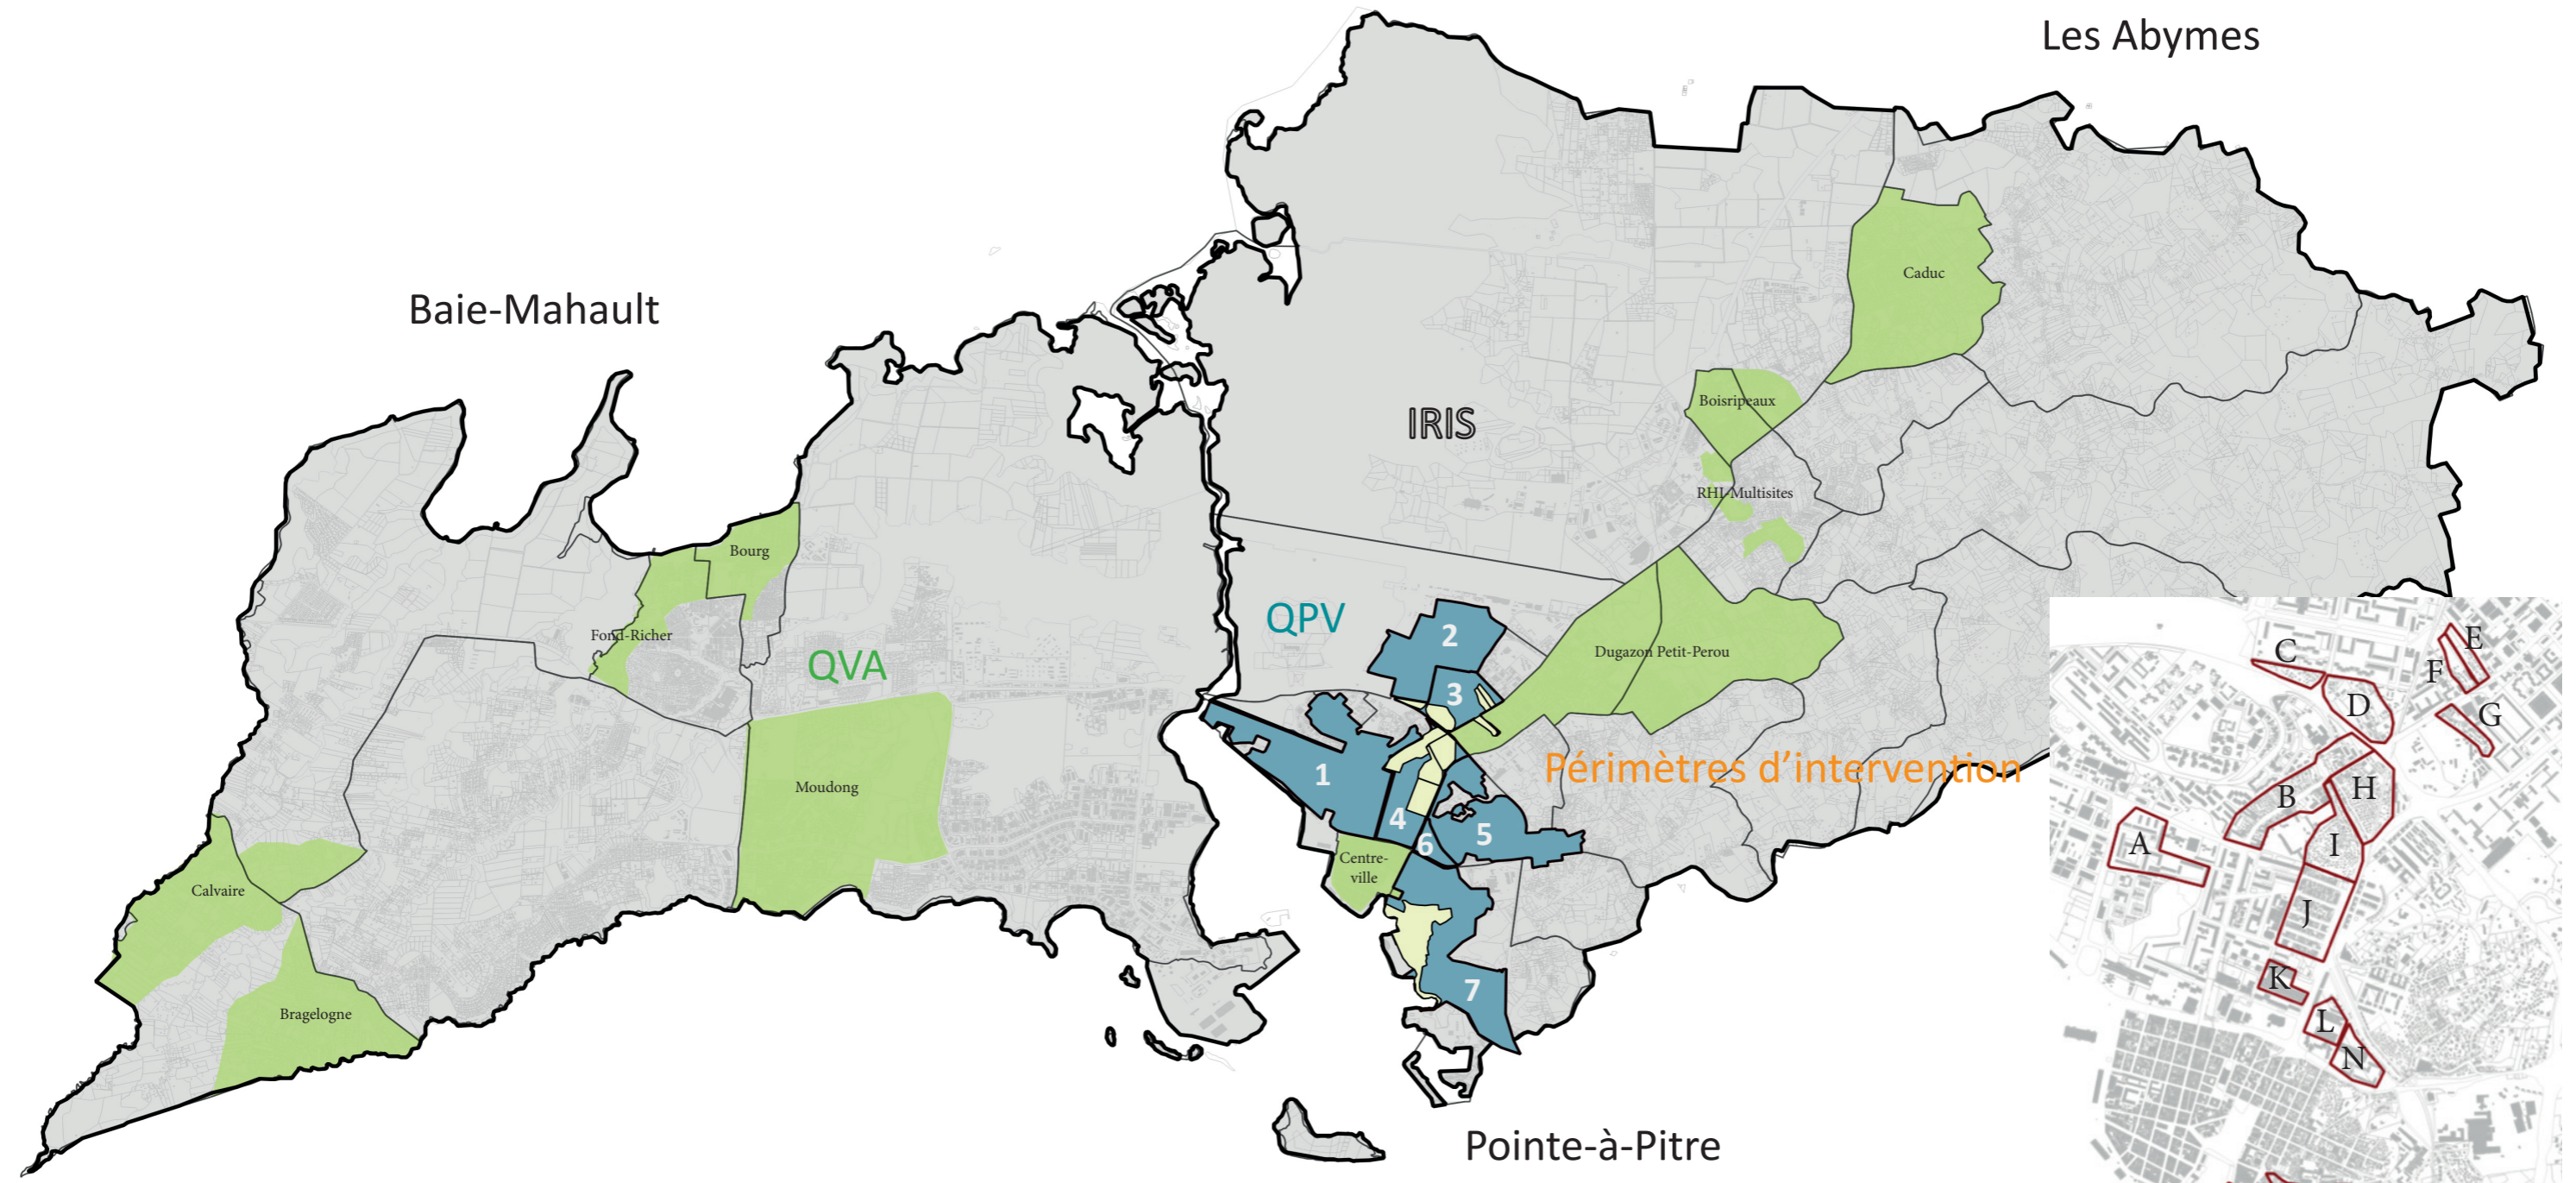 Les Abymes
Baie-Mahault
Caduc
Boisripeaux
IRIS
RHI-Multisites
Bourg
QPV
2
Fond-Richer
QVA
Dugazon Petit-Perou
3
Périmètres d'intervention
1
Moudong
4
5
6
Centre-
ville
Calvaire
Bragelogne
7
Pointe-à-Pitre
C
E
F
D
G
B
H
A
I
J
K
L
N